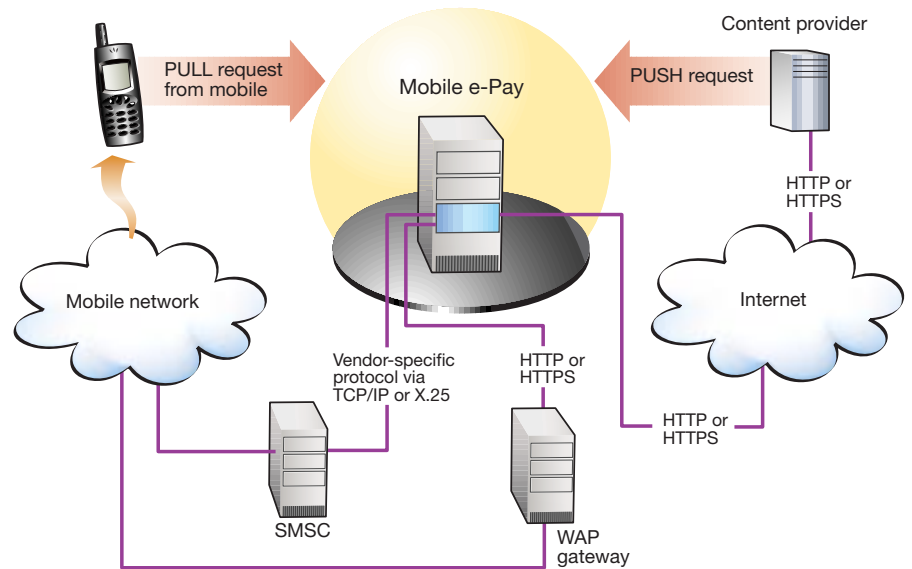 Content provider
PULL request
from mobile
Mobile e-Pay
PUSH request
HTTP or
HTTPS
Mobile network
Internet
Vendor-specific
protocol via
TCP/IP or X.25
HTTP or
HTTPS
HTTP or
HTTPS
SMSC
WAP
gateway